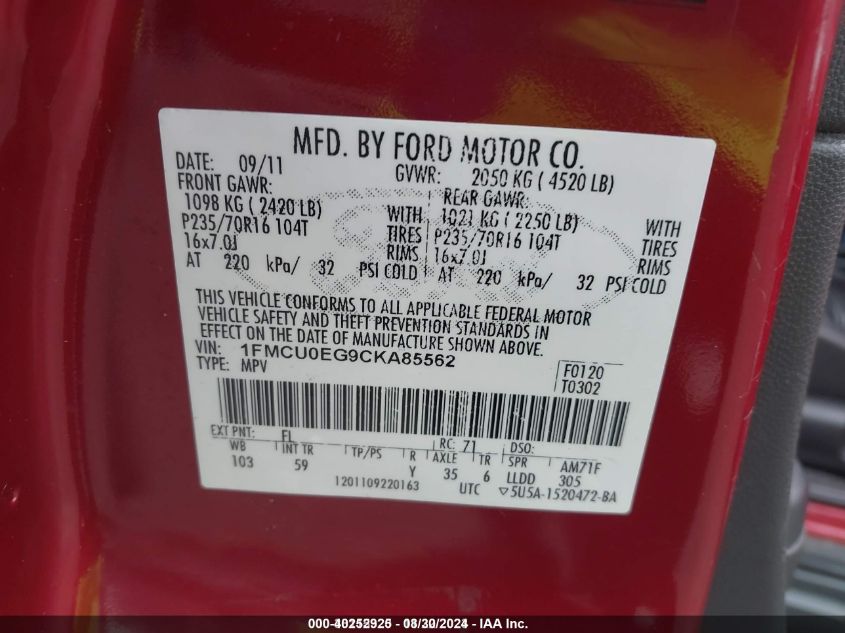 MFD. BY FORD MOTOR CO.
DATE: 09/11 GVWR: 2050 KG ( 4520 LB)
FRONT GAWR: REAR GAWR:
1098 KG ( 2420 LB) WITH 1021 KG ( 2250 LB) WITH
P235/70R16 104T TIRES P235/70R16 104T TIRES
16x7.0J RIMS 16x7.0J RIMS
AT 220 kPa/ 32 PSI COLD AT 220 kPa/ 32 PSI COLD
THIS VEHICLE CONFORMS TO ALL APPLICABLE FEDERAL MOTOR
VEHICLE SAFETY AND THEFT PREVENTION STANDARDS IN
EFFECT ON THE DATE OF MANUFACTURE SHOWN ABOVE.
VIN: 1FMCU0EG9CKA85562 F0120
TYPE: MPV T0302
EXT PNT: FL RC: 71 DSO:
WB INT TR TP/PS R AXLE TR SPR AM71F
103 59 Y 35 6 LLDD 305
1201109220163 UTC ▽5U5A-1520472-BA
000-40252926 - 08/20/2024 - IAA Inc.